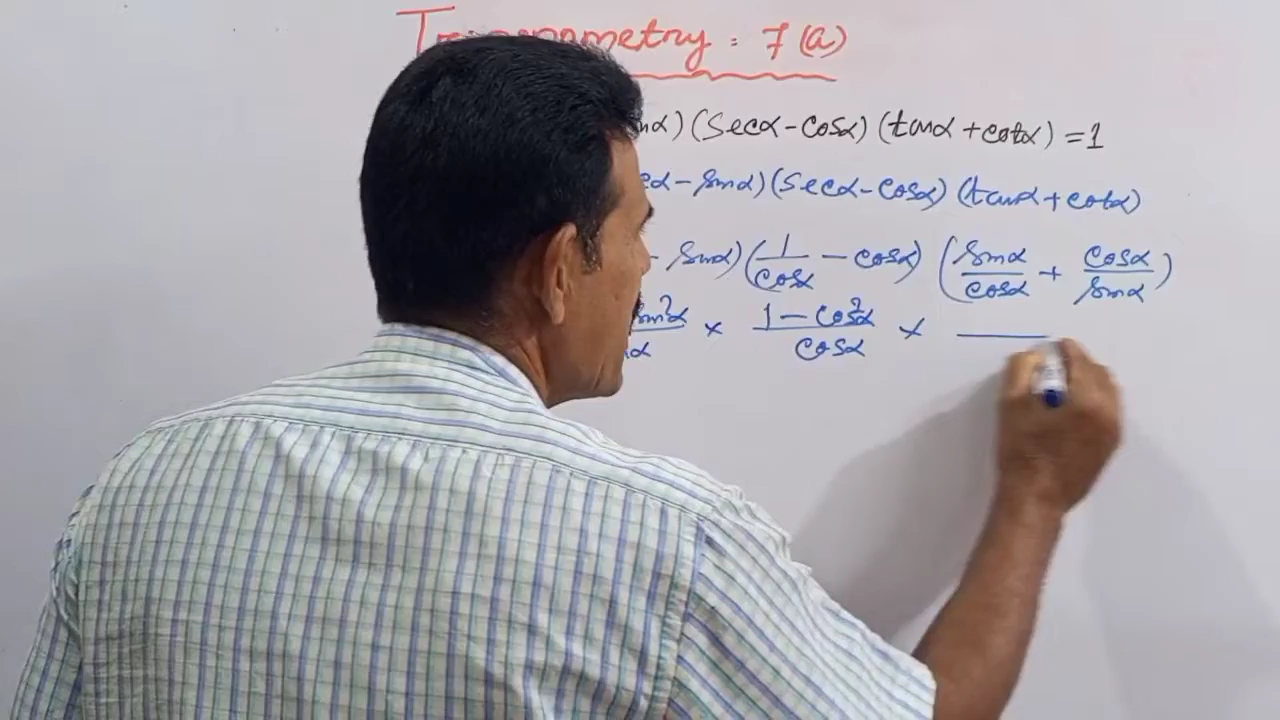 Trigonometry : 7 (a)
α) (secα - cosα) (tanα + cotα) = 1
α - sinα) (secα - cosα) (tanα + cotα)
- sinα) (1/cosα - cosα) (sinα/cosα + cosα/sinα)
sin²α/α × 1 - cos²α/cosα ×